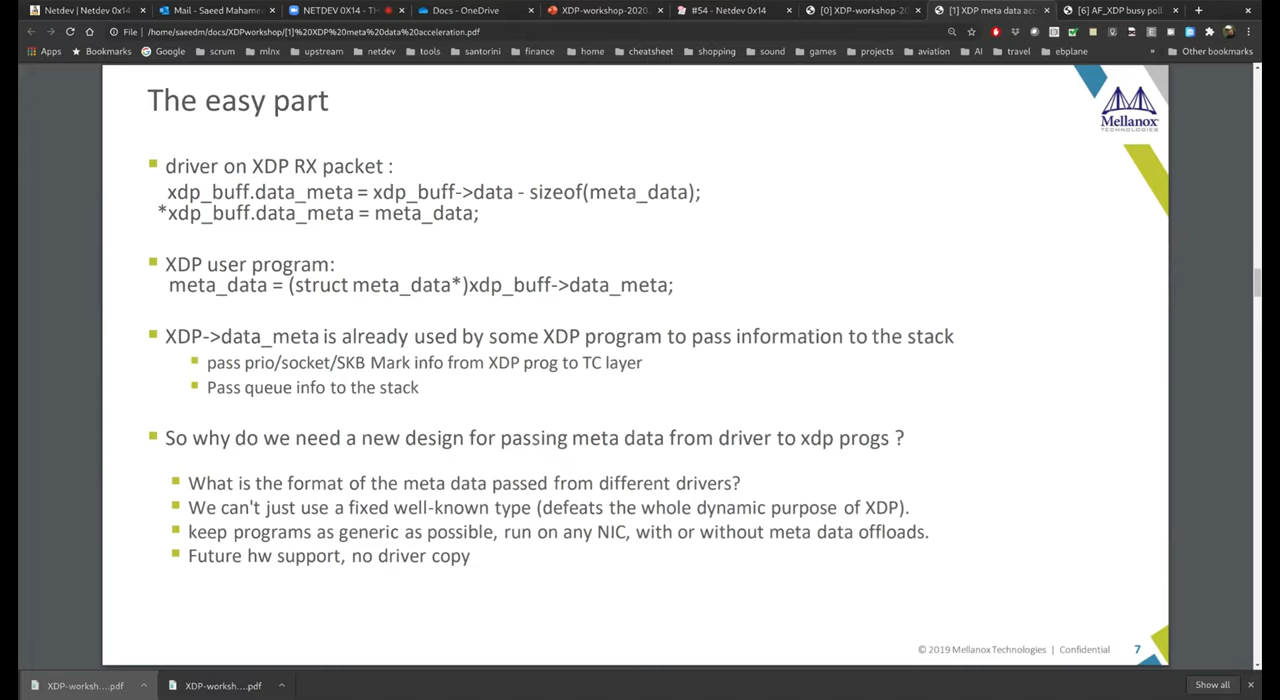 Netdev | Netdev 0x14
Mail - Saeed Mahame
NETDEV 0X14 - T
Docs - OneDrive
XDP-workshop-2020
#54 - Netdev 0x14
[0] XDP-workshop-20
[1] XDP meta data acc
[6] AF_XDP busy poll
File | /home/saeedm/docs/XDPworkshop/[1]%20XDP%20meta%20data%20acceleration.pdf
Apps Bookmarks Google scrum mlnx upstream netdev tools santorini finance home cheatsheet shopping sound games projects aviation AI travel ebplane » Other bookmarks
The easy part
Mellanox
TECHNOLOGIES
driver on XDP RX packet :
xdp_buff.data_meta = xdp_buff->data - sizeof(meta_data);
*xdp_buff.data_meta = meta_data;
XDP user program:
meta_data = (struct meta_data*)xdp_buff->data_meta;
XDP->data_meta is already used by some XDP program to pass information to the stack
pass prio/socket/SKB Mark info from XDP prog to TC layer
Pass queue info to the stack
So why do we need a new design for passing meta data from driver to xdp progs ?
What is the format of the meta data passed from different drivers?
We can't just use a fixed well-known type (defeats the whole dynamic purpose of XDP).
keep programs as generic as possible, run on any NIC, with or without meta data offloads.
Future hw support, no driver copy
© 2019 Mellanox Technologies | Confidential 7
XDP-worksh....pdf
XDP-worksh....pdf
Show all